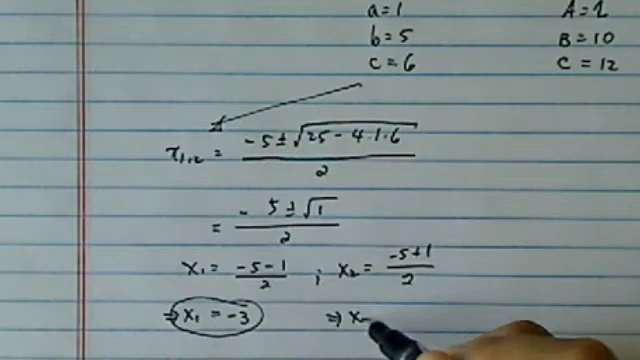 a = 1 A = 2
b = 5 B = 10
c = 6 C = 12
x₁,₂ = (-5 ± √(25 - 4·1·6)) / 2
= (- 5 ± √1) / 2
x₁ = (-5 - 1) / 2 ; x₂ = (-5 + 1) / 2
⇒ x₁ = -3 ⇒ x